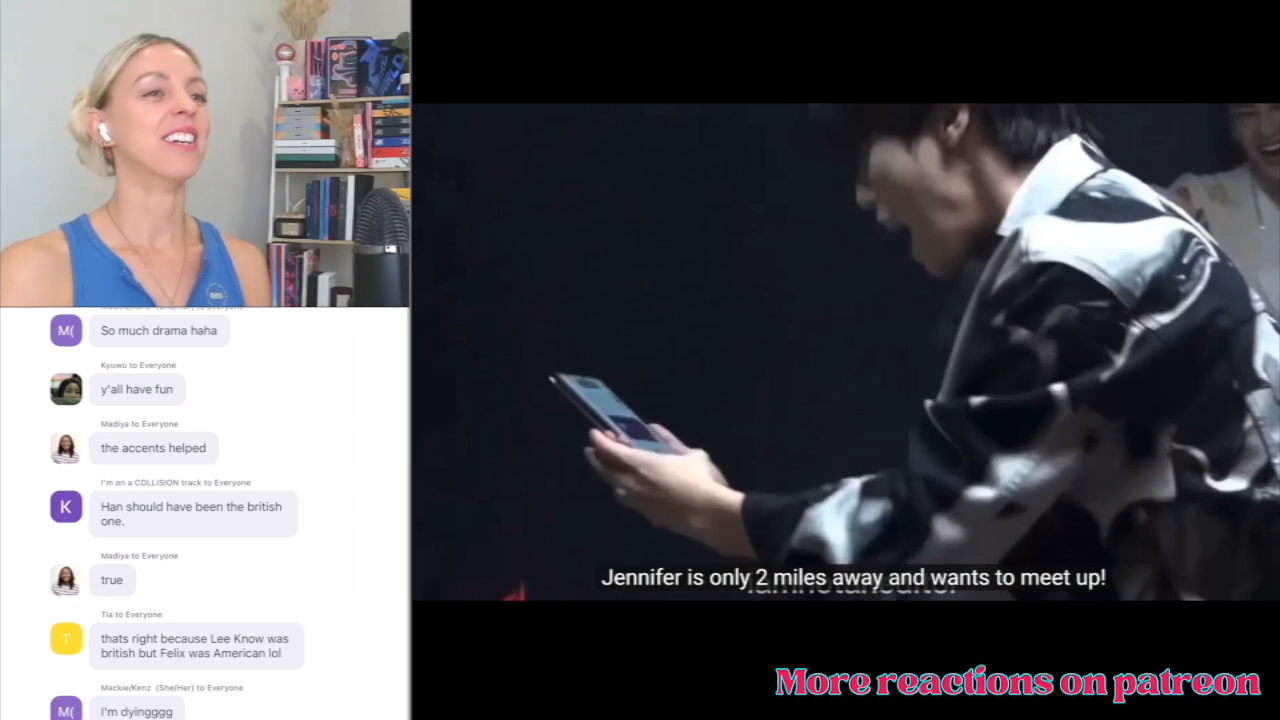 So much drama haha
Kyuwu to Everyone
y'all have fun
Madiya to Everyone
the accents helped
I'm on a COLLISION track to Everyone
Han should have been the british
one.
Madiya to Everyone
true
Tia to Everyone
thats right because Lee Know was
british but Felix was American lol
Mackie/Kenz (She/Her) to Everyone
I'm dyingggg
M(
K
T
M(
Jennifer is only 2 miles away and wants to meet up!
More reactions on patreon